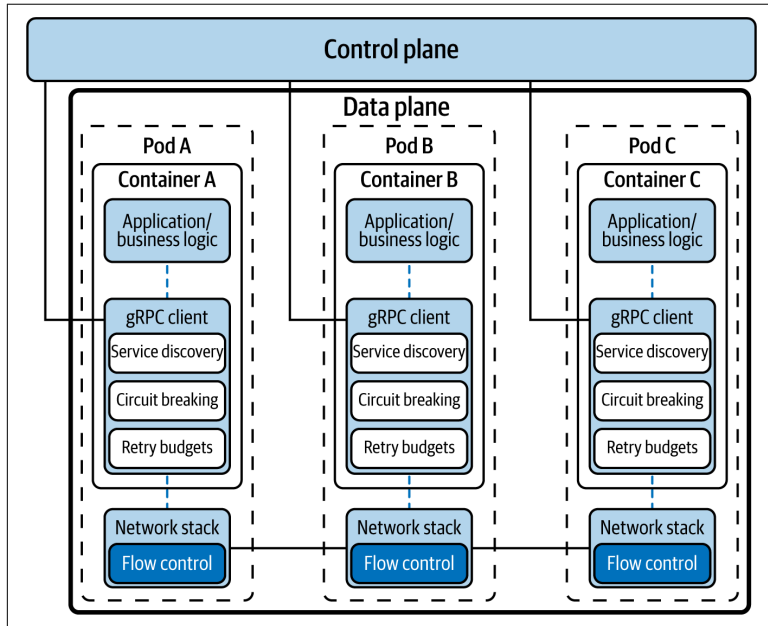 Control plane
Data plane
Pod A
Container A
Application/
business logic
gRPC client
Service discovery
Circuit breaking
Retry budgets
Network stack
Flow control
Pod B
Container B
Application/
business logic
gRPC client
Service discovery
Circuit breaking
Retry budgets
Network stack
Flow control
Pod C
Container C
Application/
business logic
gRPC client
Service discovery
Circuit breaking
Retry budgets
Network stack
Flow control